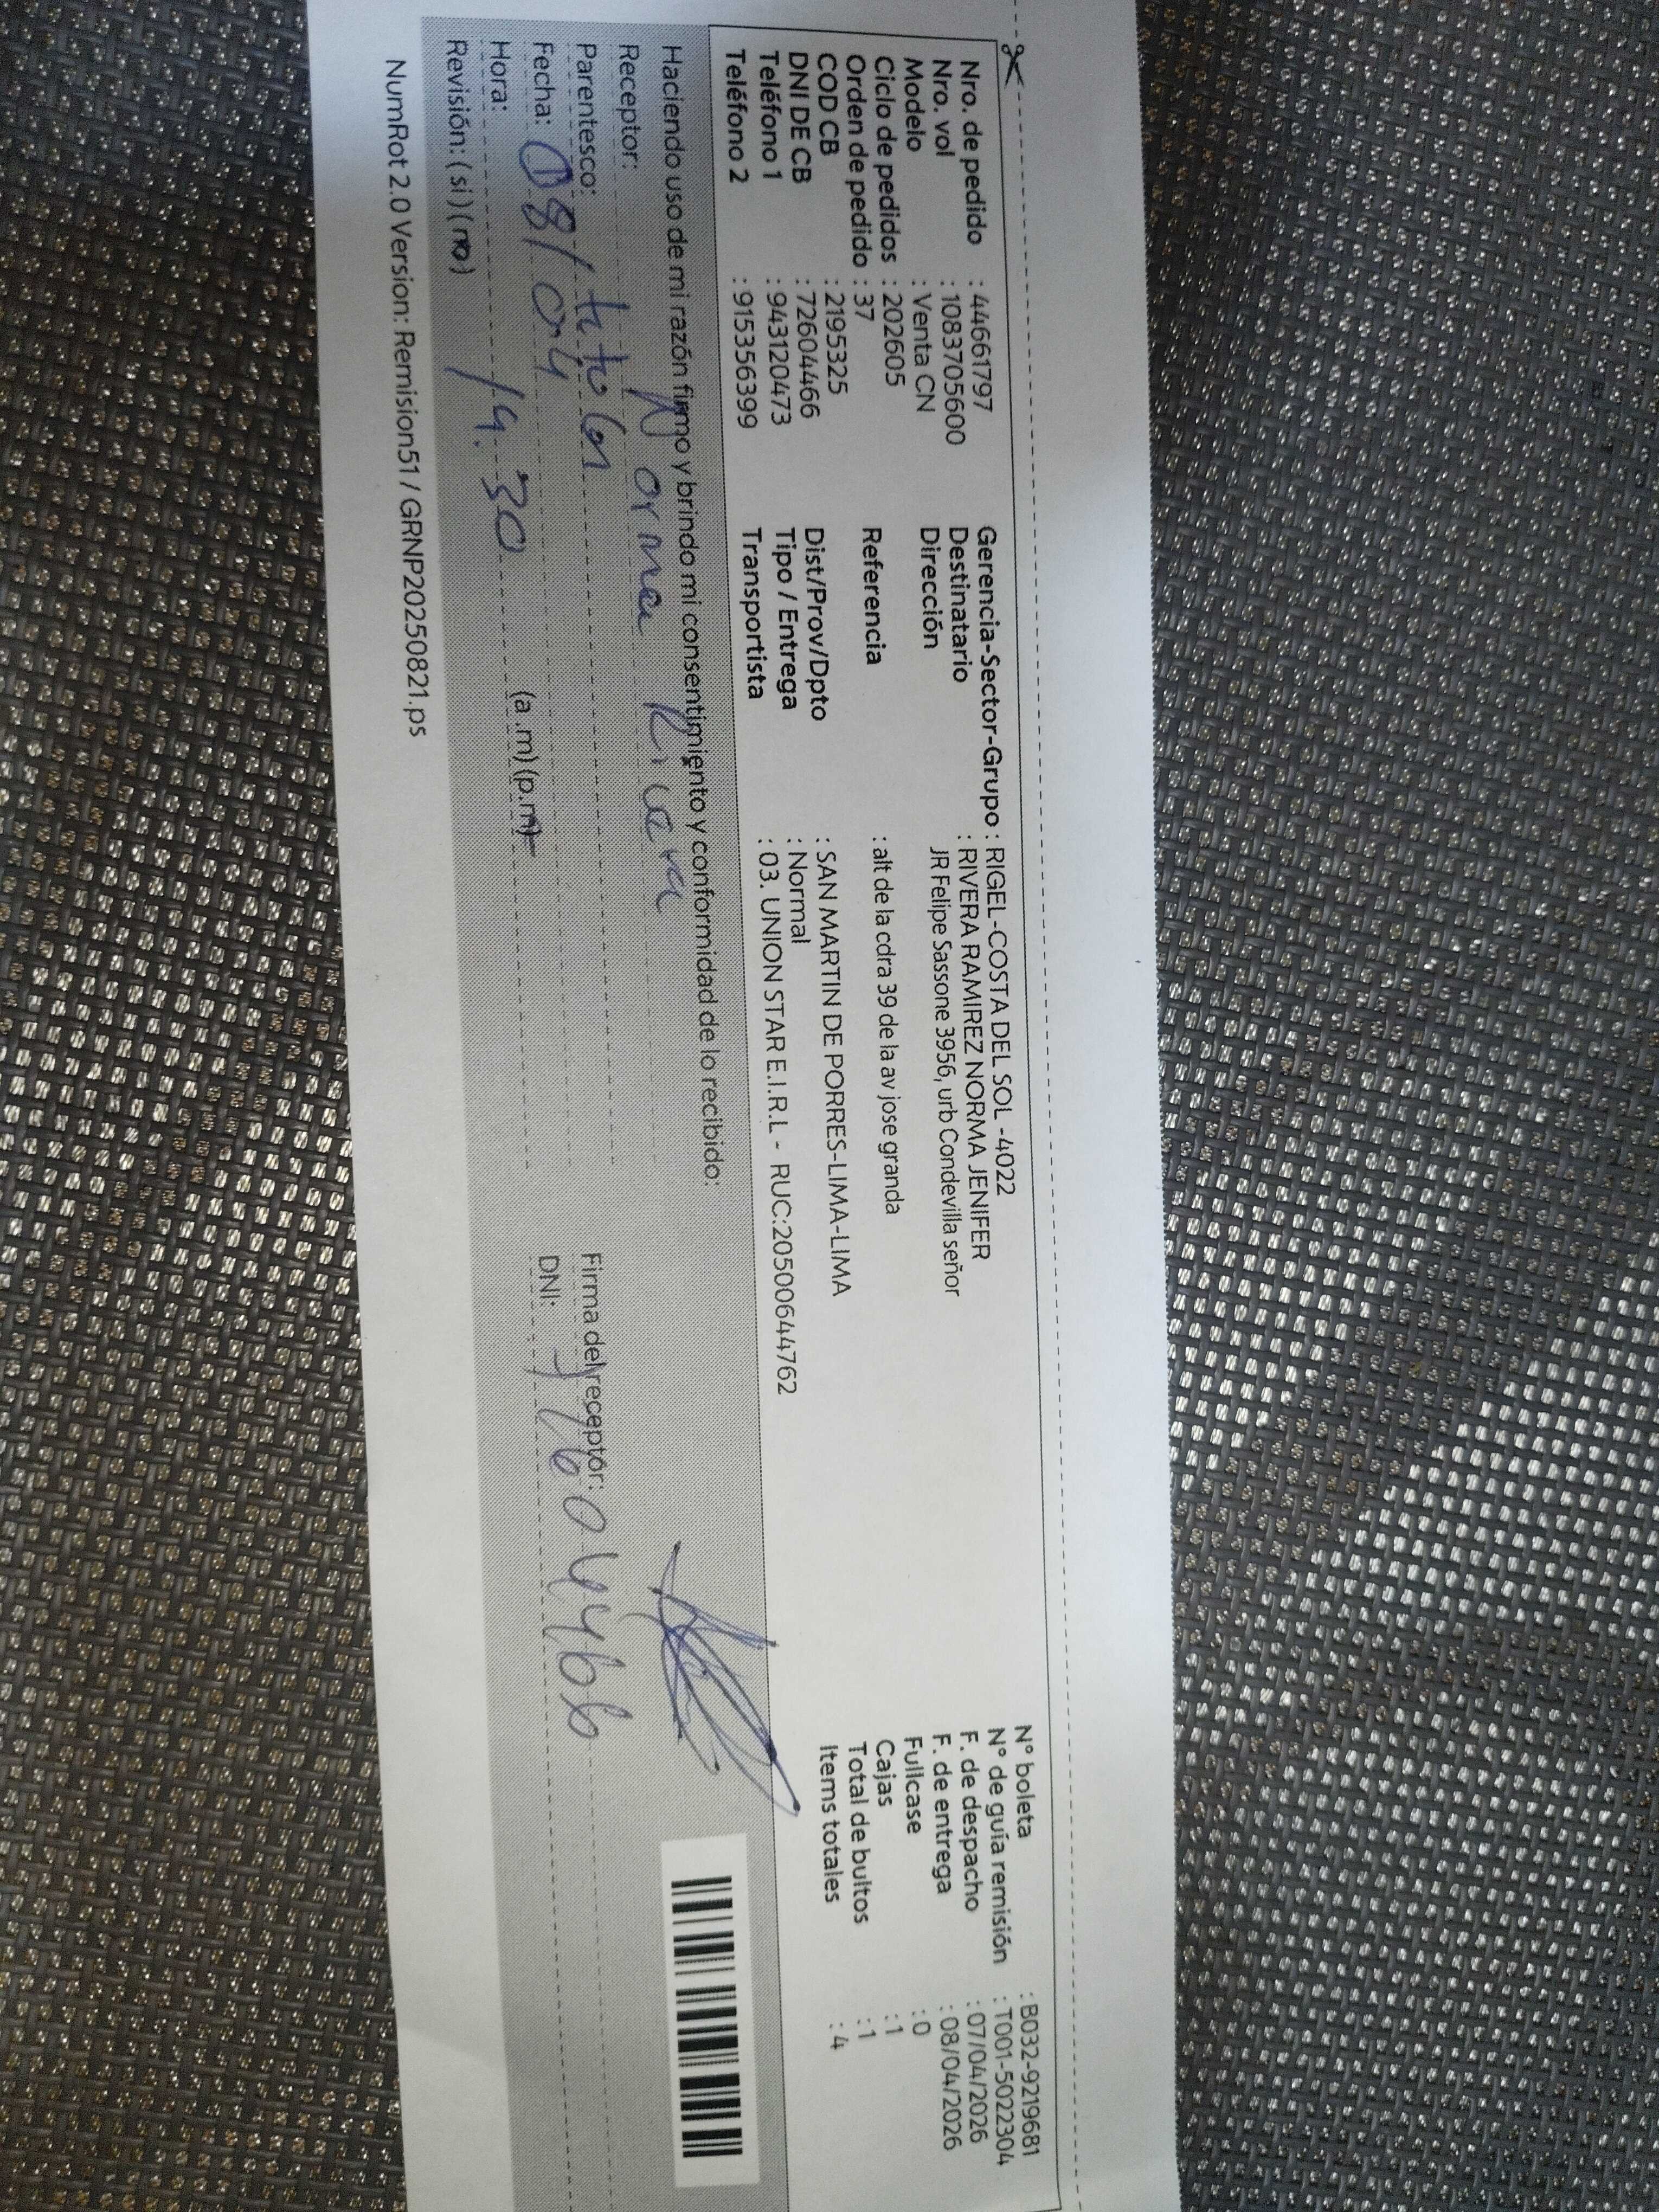 Nro. de pedido : 44661797
Nro. vol : 1083705600
Modelo : Venta CN
Ciclo de pedidos : 202605
Orden de pedido : 37
COD CB : 2195325
DNI DE CB : 72604466
Teléfono 1 : 943120473
Teléfono 2 : 915356399
Gerencia-Sector-Grupo : RIGEL-COSTA DEL SOL -4022
Destinatario : RIVERA RAMIREZ NORMA JENIFER
Dirección JR Felipe Sassone 3956, urb Condevilla señor
Referencia : alt de la cdra 39 de la av jose granda
Dist/Prov/Dpto : SAN MARTIN DE PORRES-LIMA-LIMA
Tipo / Entrega : Normal
Transportista : 03. UNION STAR E.I.R.L - RUC:20500644762
N° boleta : B032-9219681
N° de guía remisión : T001-5022304
F. de despacho : 07/04/2026
F. de entrega : 08/04/2026
Fullcase : 0
Cajas : 1
Total de bultos : 1
Items totales : 4
Haciendo uso de mi razón firmo y brindo mi consentimiento y conformidad de lo recibido:
Receptor: Norma Rivera
Parentesco: titular
Fecha: 08/04
Hora: 14:30 (a.m)(p.m)
Revisión: (si) (no)
Firma del receptor:
DNI: 72604466
NumRot 2.0 Version: Remision51 / GRNP20250821.ps